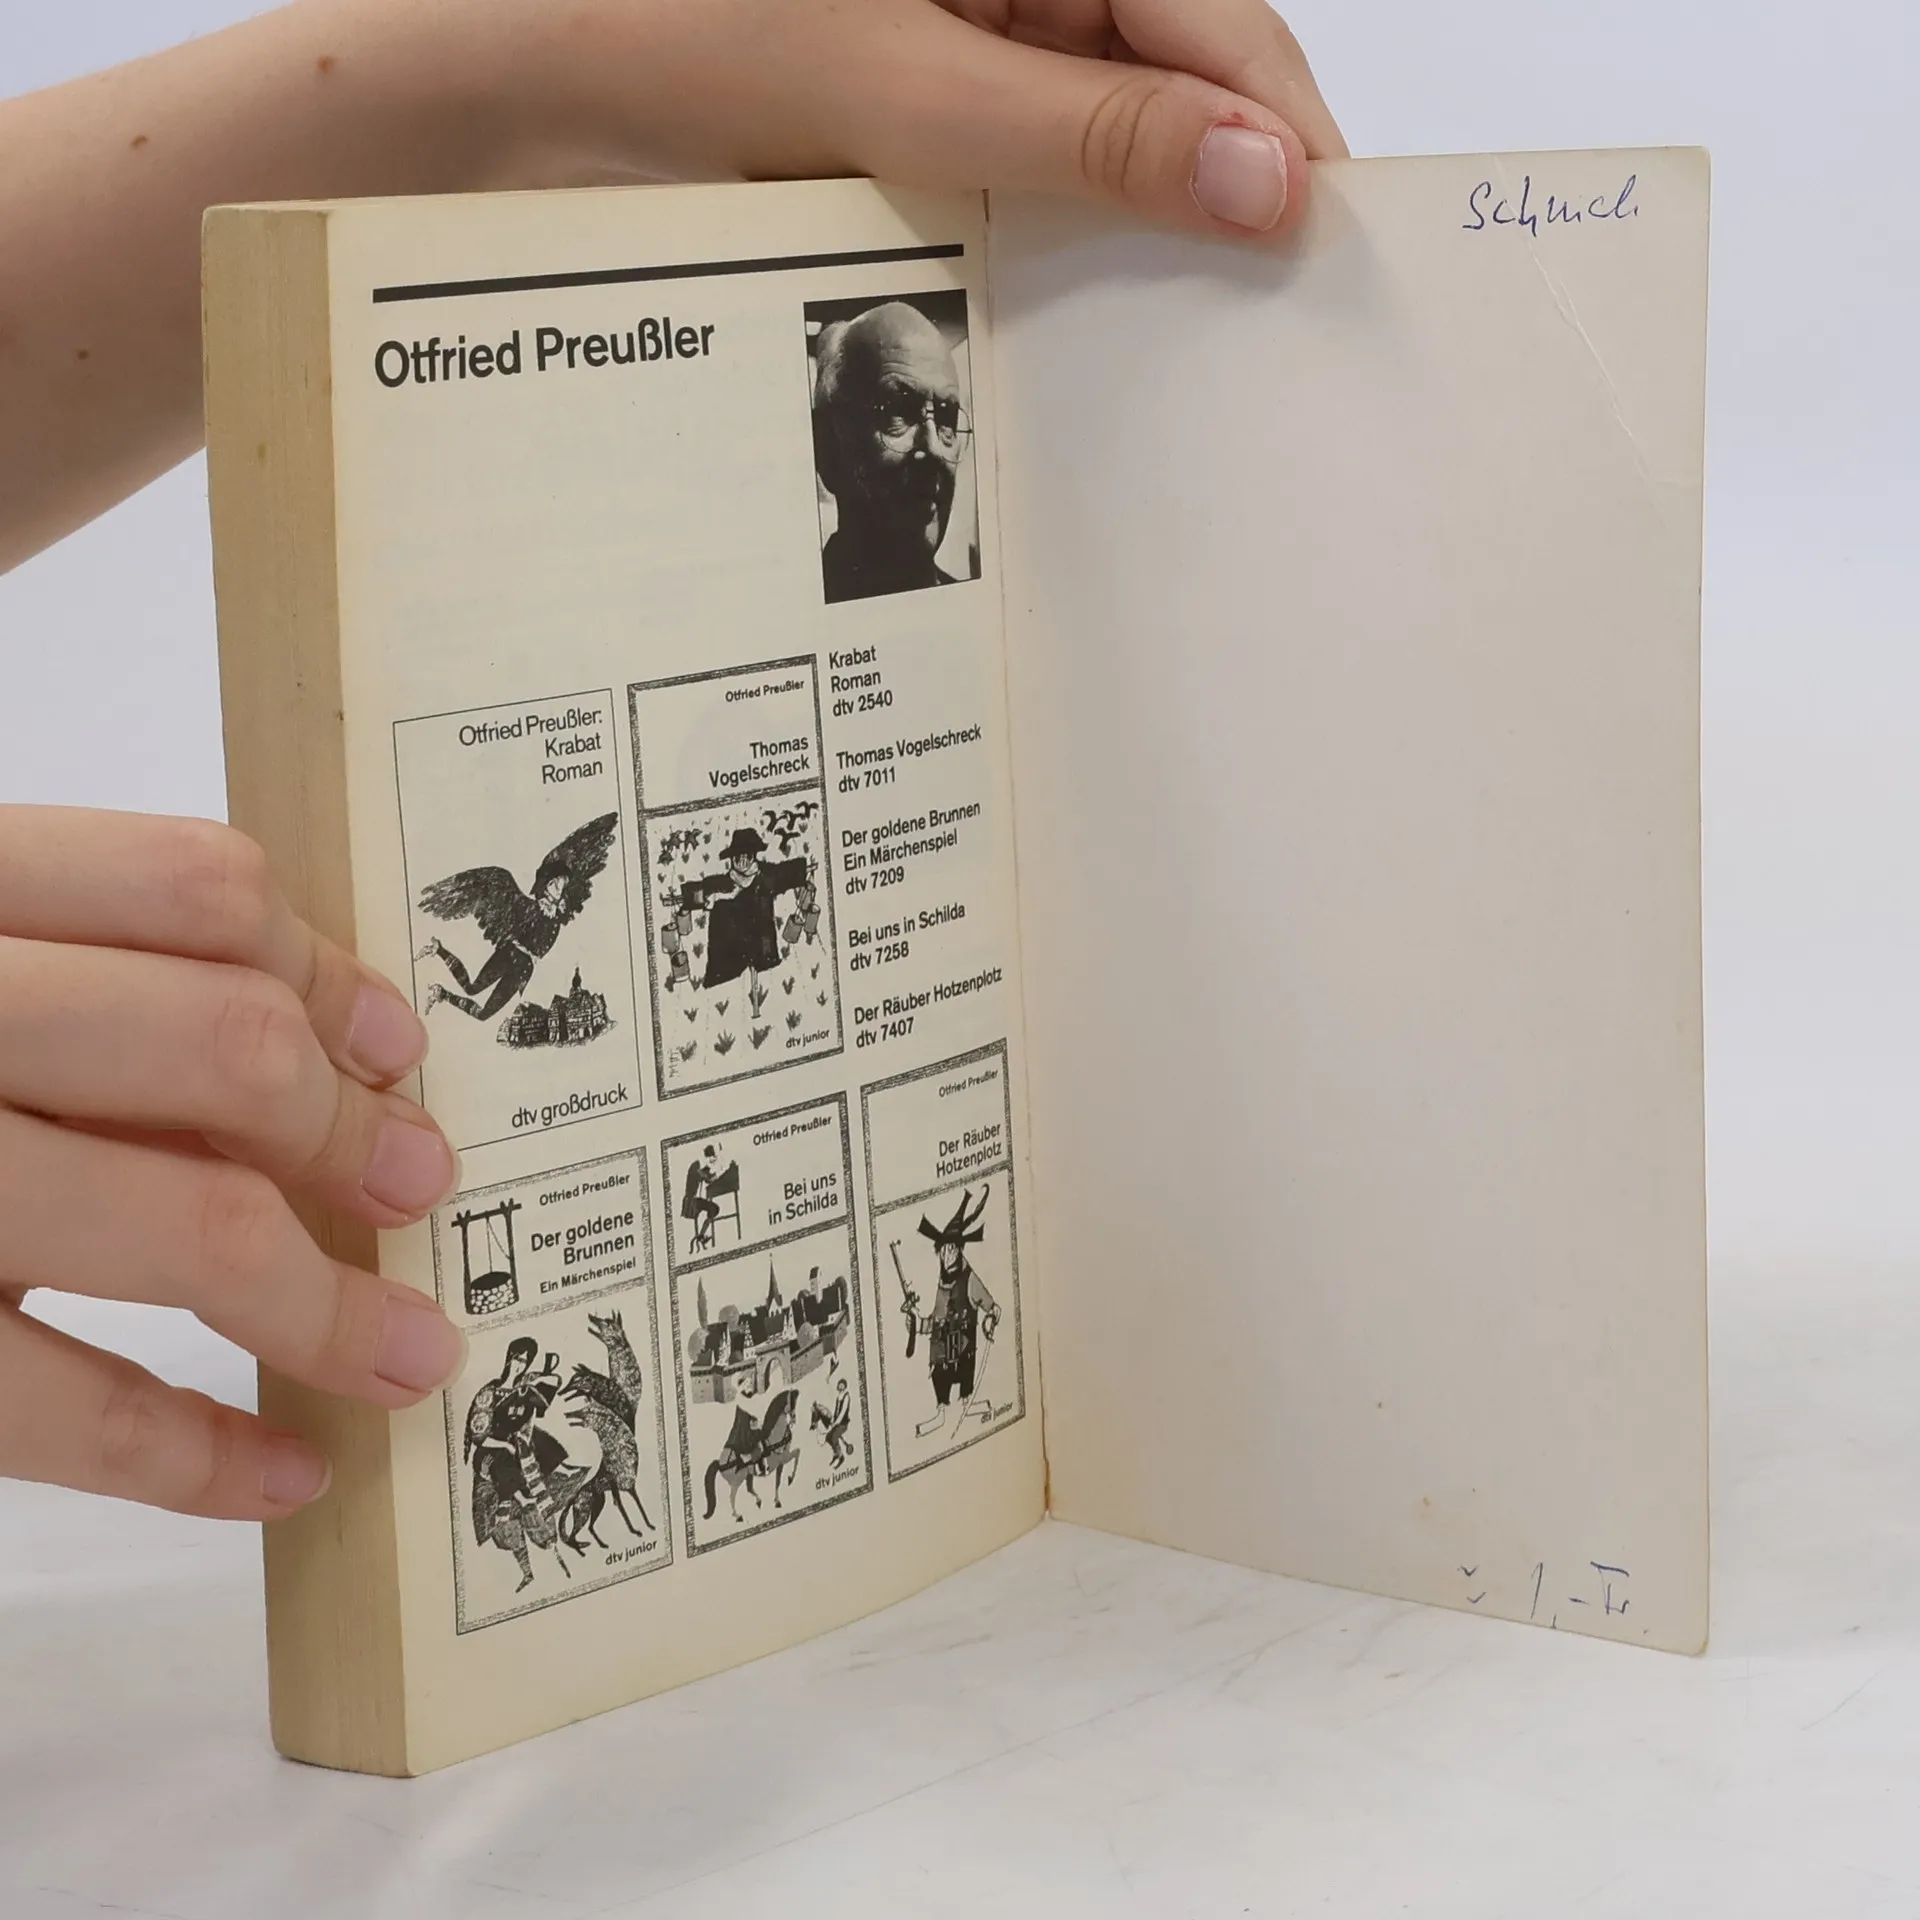 Otfried Preußler
Krabat
Roman
dtv 2540
Thomas Vogelschreck
dtv 7011
Der goldene Brunnen
Ein Märchenspiel
dtv 7209
Bei uns in Schilda
dtv 7258
Der Räuber Hotzenplotz
dtv 7407
Otfried Preußler:
Krabat
Roman
dtv großdruck
Otfried Preußler
Thomas
Vogelschreck
dtv junior
Otfried Preußler
Der goldene
Brunnen
Ein Märchenspiel
dtv junior
Otfried Preußler
Bei uns
in Schilda
dtv junior
Otfried Preußler
Der Räuber
Hotzenplotz
dtv junior
1,- Fr